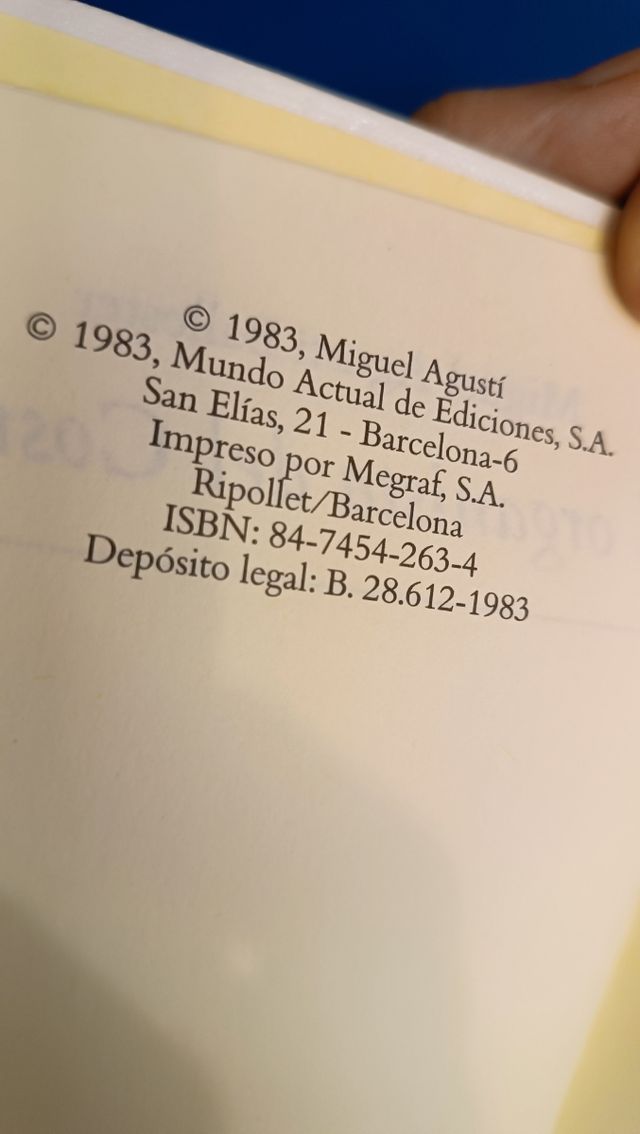 © 1983, Miguel Agustí
© 1983, Mundo Actual de Ediciones, S.A.
San Elías, 21 - Barcelona-6
Impreso por Megraf, S.A.
Ripollet/Barcelona
ISBN: 84-7454-263-4
Depósito legal: B. 28.612-1983